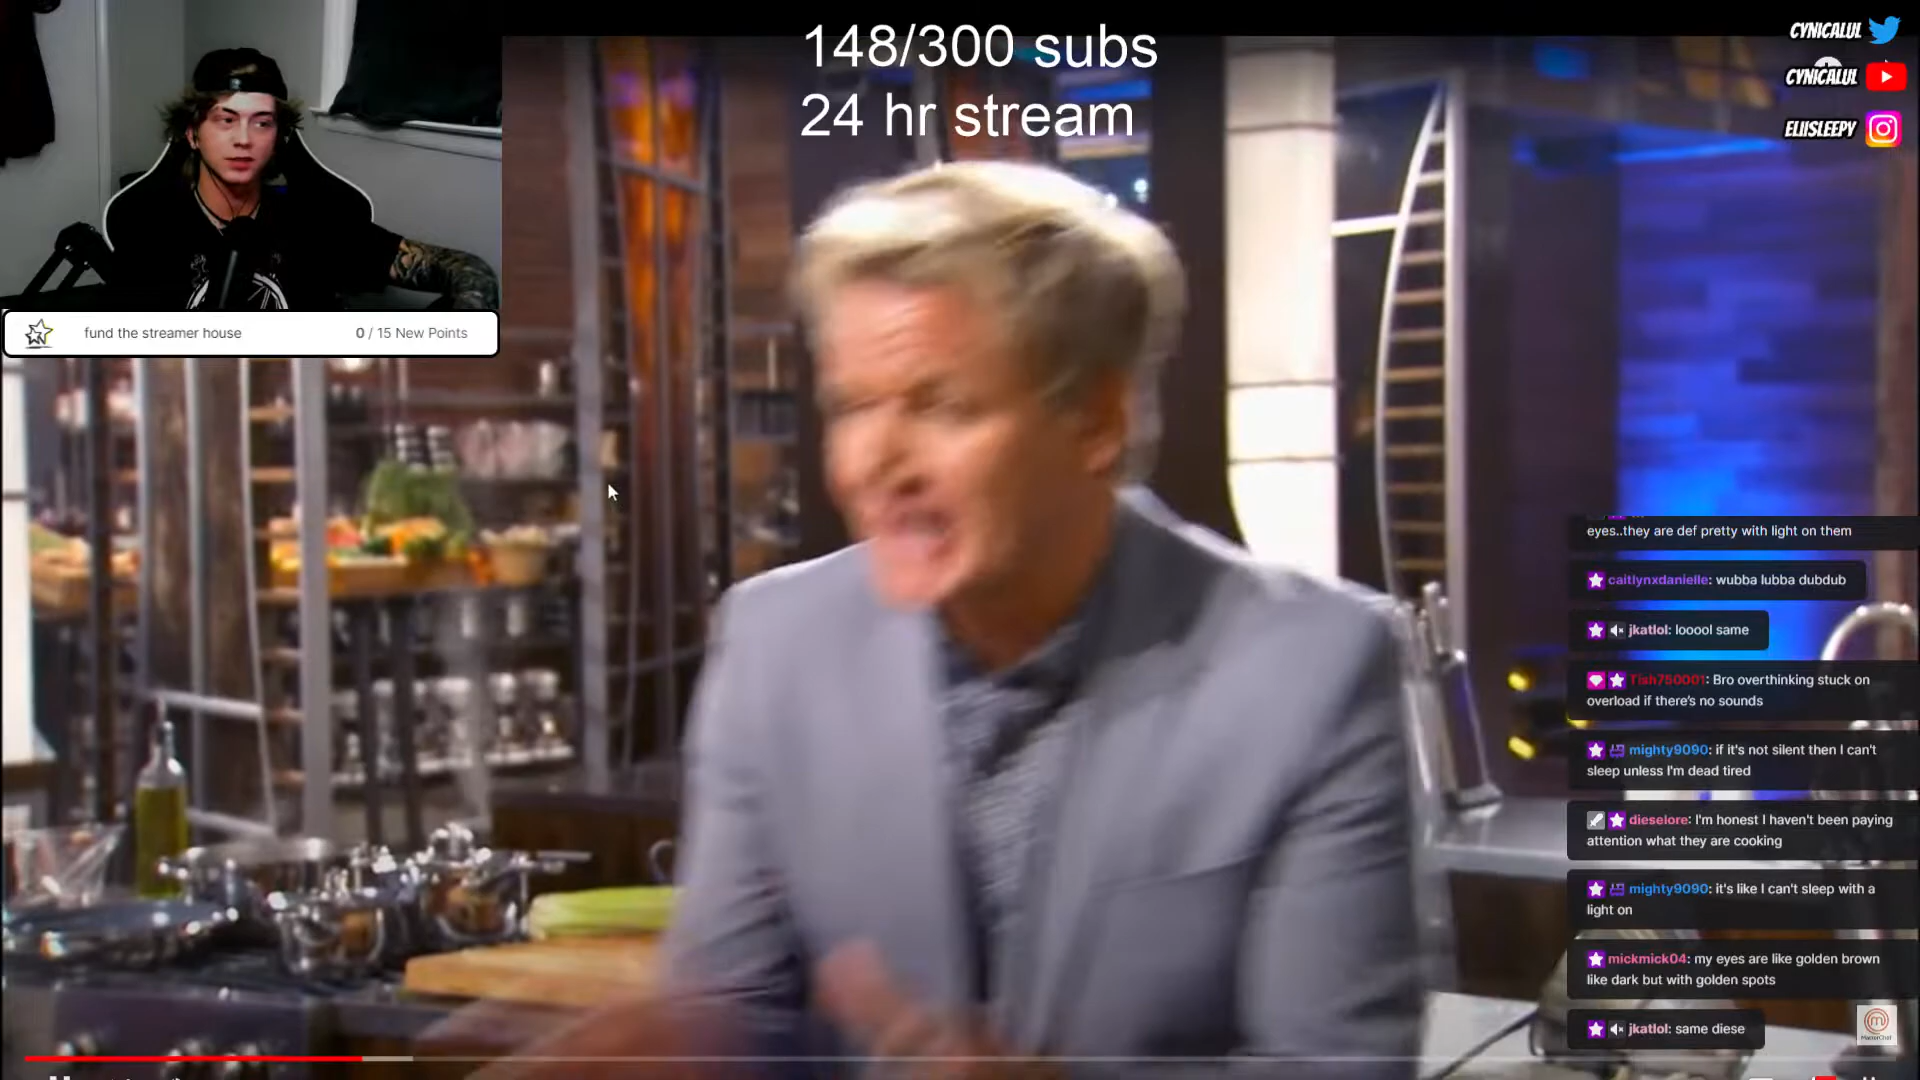 148/300 subs
24 hr stream
CYNICALUL
CYNICALUL
ELIISLEEPY
fund the streamer house
0 / 15 New Points
eyes..they are def pretty with light on them
caitlynxdanielle: wubba lubba dubdub
jkatlol: looool same
Tish750001: Bro overthinking stuck on
overload if there's no sounds
mighty9090: if it's not silent then I can't
sleep unless I'm dead tired
dieselore: I'm honest I haven't been paying
attention what they are cooking
mighty9090: it's like I can't sleep with a
light on
mickmick04: my eyes are like golden brown
like dark but with golden spots
jkatlol: same diese
MasterChef